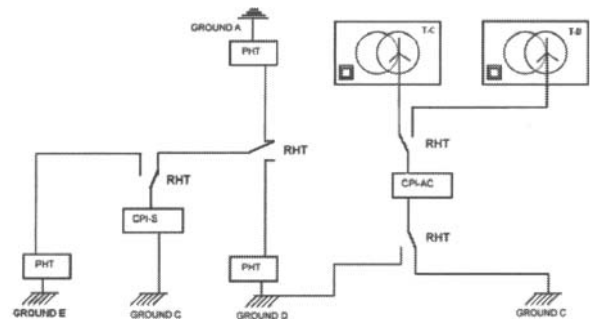 GROUND A
PHT
T-C
T-B
RHT
RHT
RHT
CPI-AC
RHT
CPI-S
PHT
PHT
GROUND E
GROUND C
GROUND D
GROUND C